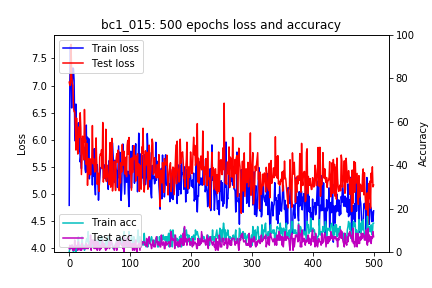 bc1_015: 500 epochs loss and accuracy
Train loss
Test loss
Train acc
Test acc
Loss
7.5
7.0
6.5
6.0
5.5
5.0
4.5
4.0
100
80
60
40
20
0
Accuracy
0 100 200 300 400 500